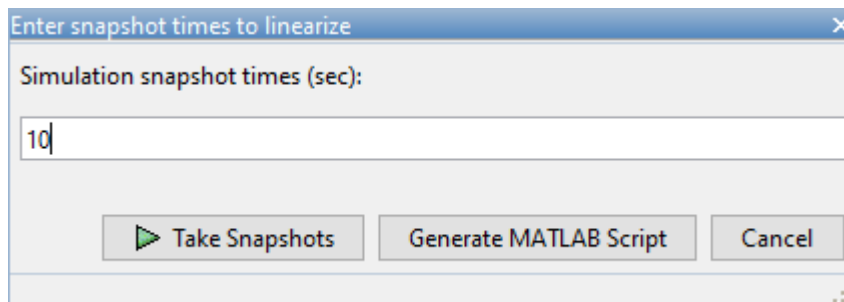 Enter snapshot times to linearize
Simulation snapshot times (sec):
10
Take Snapshots
Generate MATLAB Script
Cancel